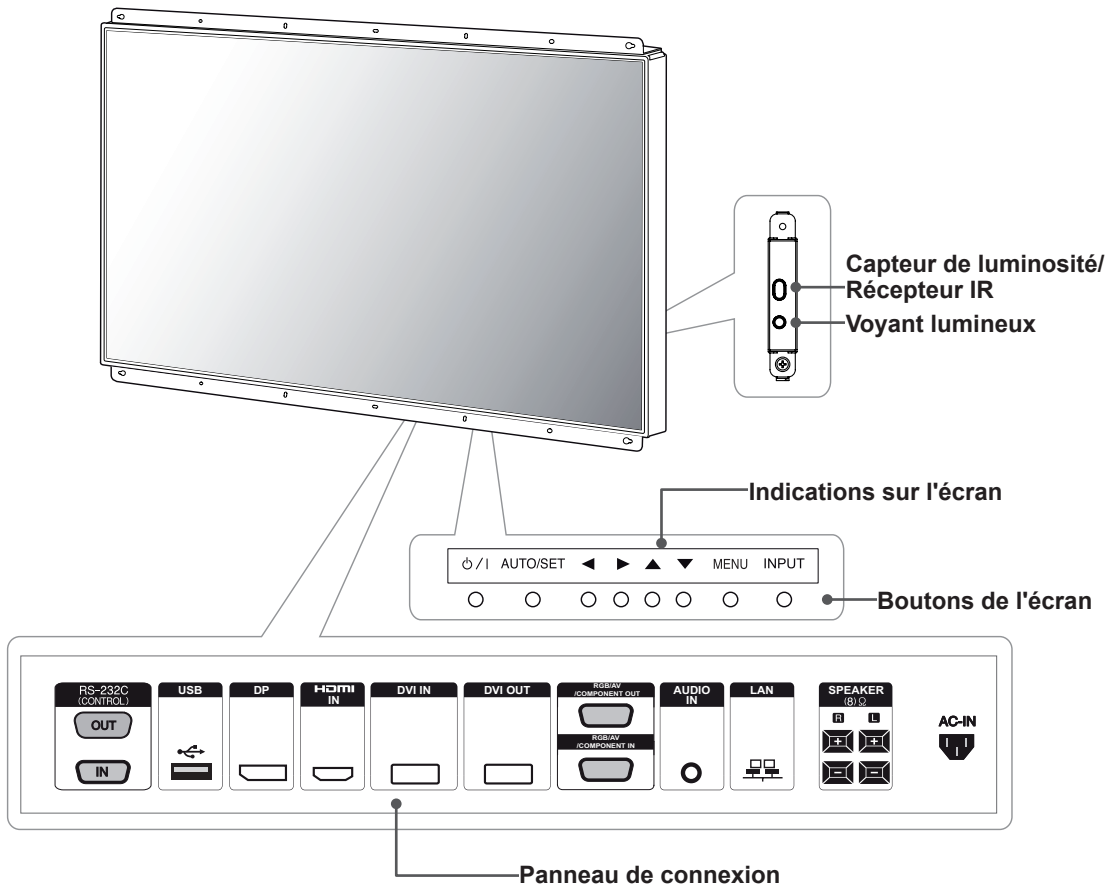 Capteur de luminosité/
Récepteur IR
Voyant lumineux
Indications sur l'écran
⏻/I AUTO/SET ◀ ▶ ▲ ▼ MENU INPUT
Boutons de l'écran
RS-232C
(CONTROL)
OUT
IN
USB
DP
HDMI
IN
DVI IN
DVI OUT
RGB/AV
/COMPONENT OUT
RGB/AV
/COMPONENT IN
AUDIO
IN
LAN
SPEAKER
(8) Ω
R L
+ +
- -
AC-IN
Panneau de connexion